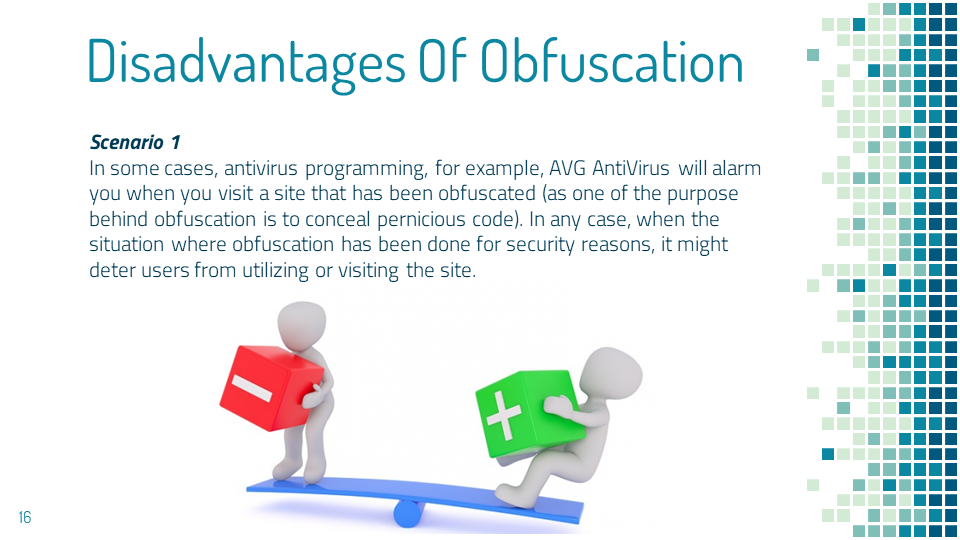 Disadvantages Of Obfuscation
Scenario 1
In some cases, antivirus programming, for example, AVG AntiVirus will alarm
you when you visit a site that has been obfuscated (as one of the purpose
behind obfuscation is to conceal pernicious code). In any case, when the
situation where obfuscation has been done for security reasons, it might
deter users from utilizing or visiting the site.
16